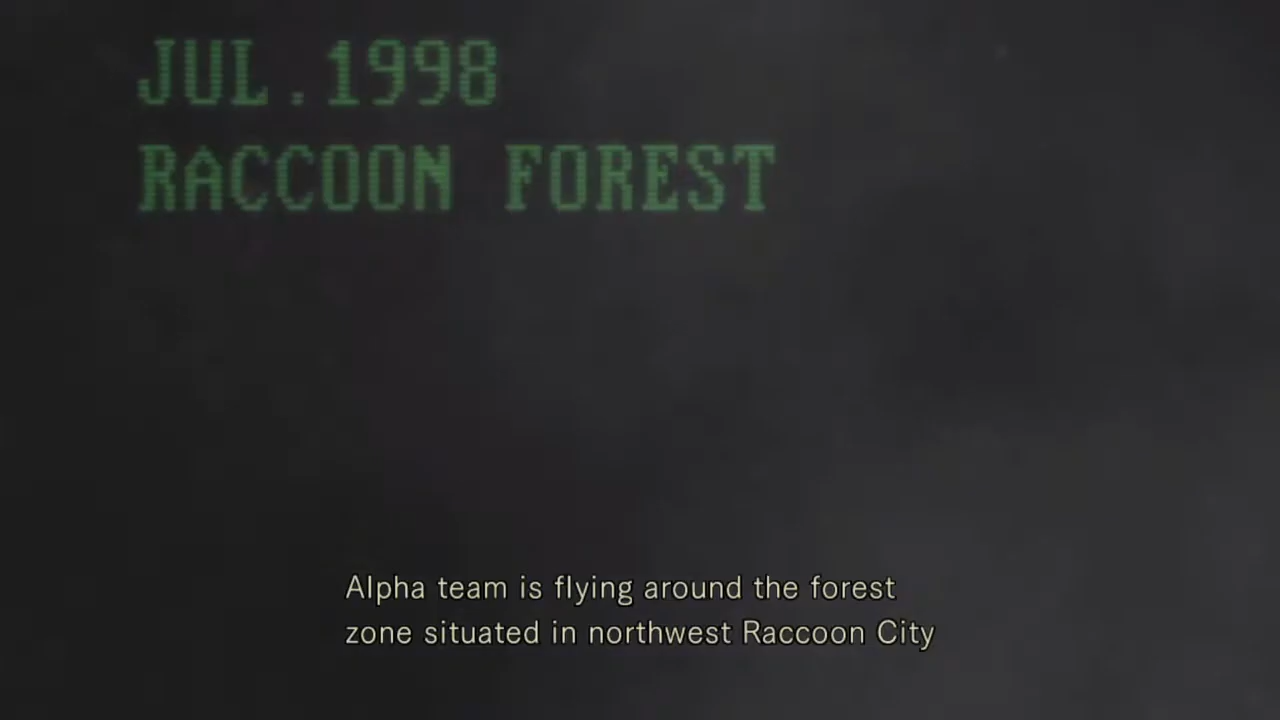 JUL.1998
RACCOON FOREST
Alpha team is flying around the forest
zone situated in northwest Raccoon City